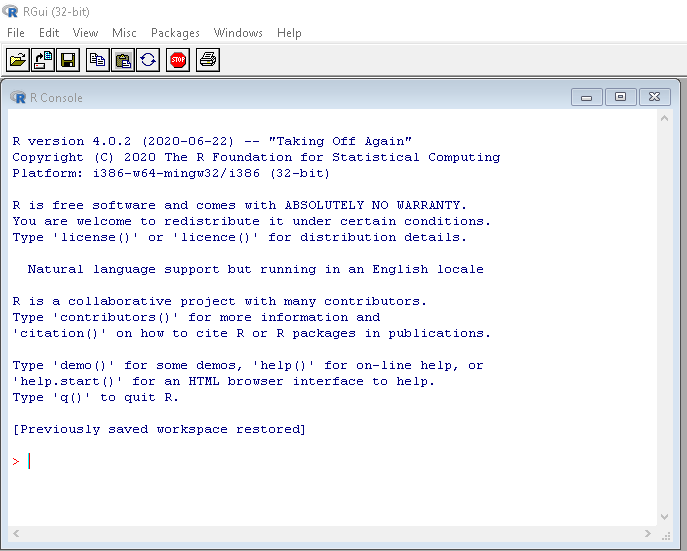 RGui (32-bit)
File Edit View Misc Packages Windows Help
STOP
R Console
R version 4.0.2 (2020-06-22) -- "Taking Off Again"
Copyright (C) 2020 The R Foundation for Statistical Computing
Platform: i386-w64-mingw32/i386 (32-bit)
R is free software and comes with ABSOLUTELY NO WARRANTY.
You are welcome to redistribute it under certain conditions.
Type 'license()' or 'licence()' for distribution details.
Natural language support but running in an English locale
R is a collaborative project with many contributors.
Type 'contributors()' for more information and
'citation()' on how to cite R or R packages in publications.
Type 'demo()' for some demos, 'help()' for on-line help, or
'help.start()' for an HTML browser interface to help.
Type 'q()' to quit R.
[Previously saved workspace restored]
>